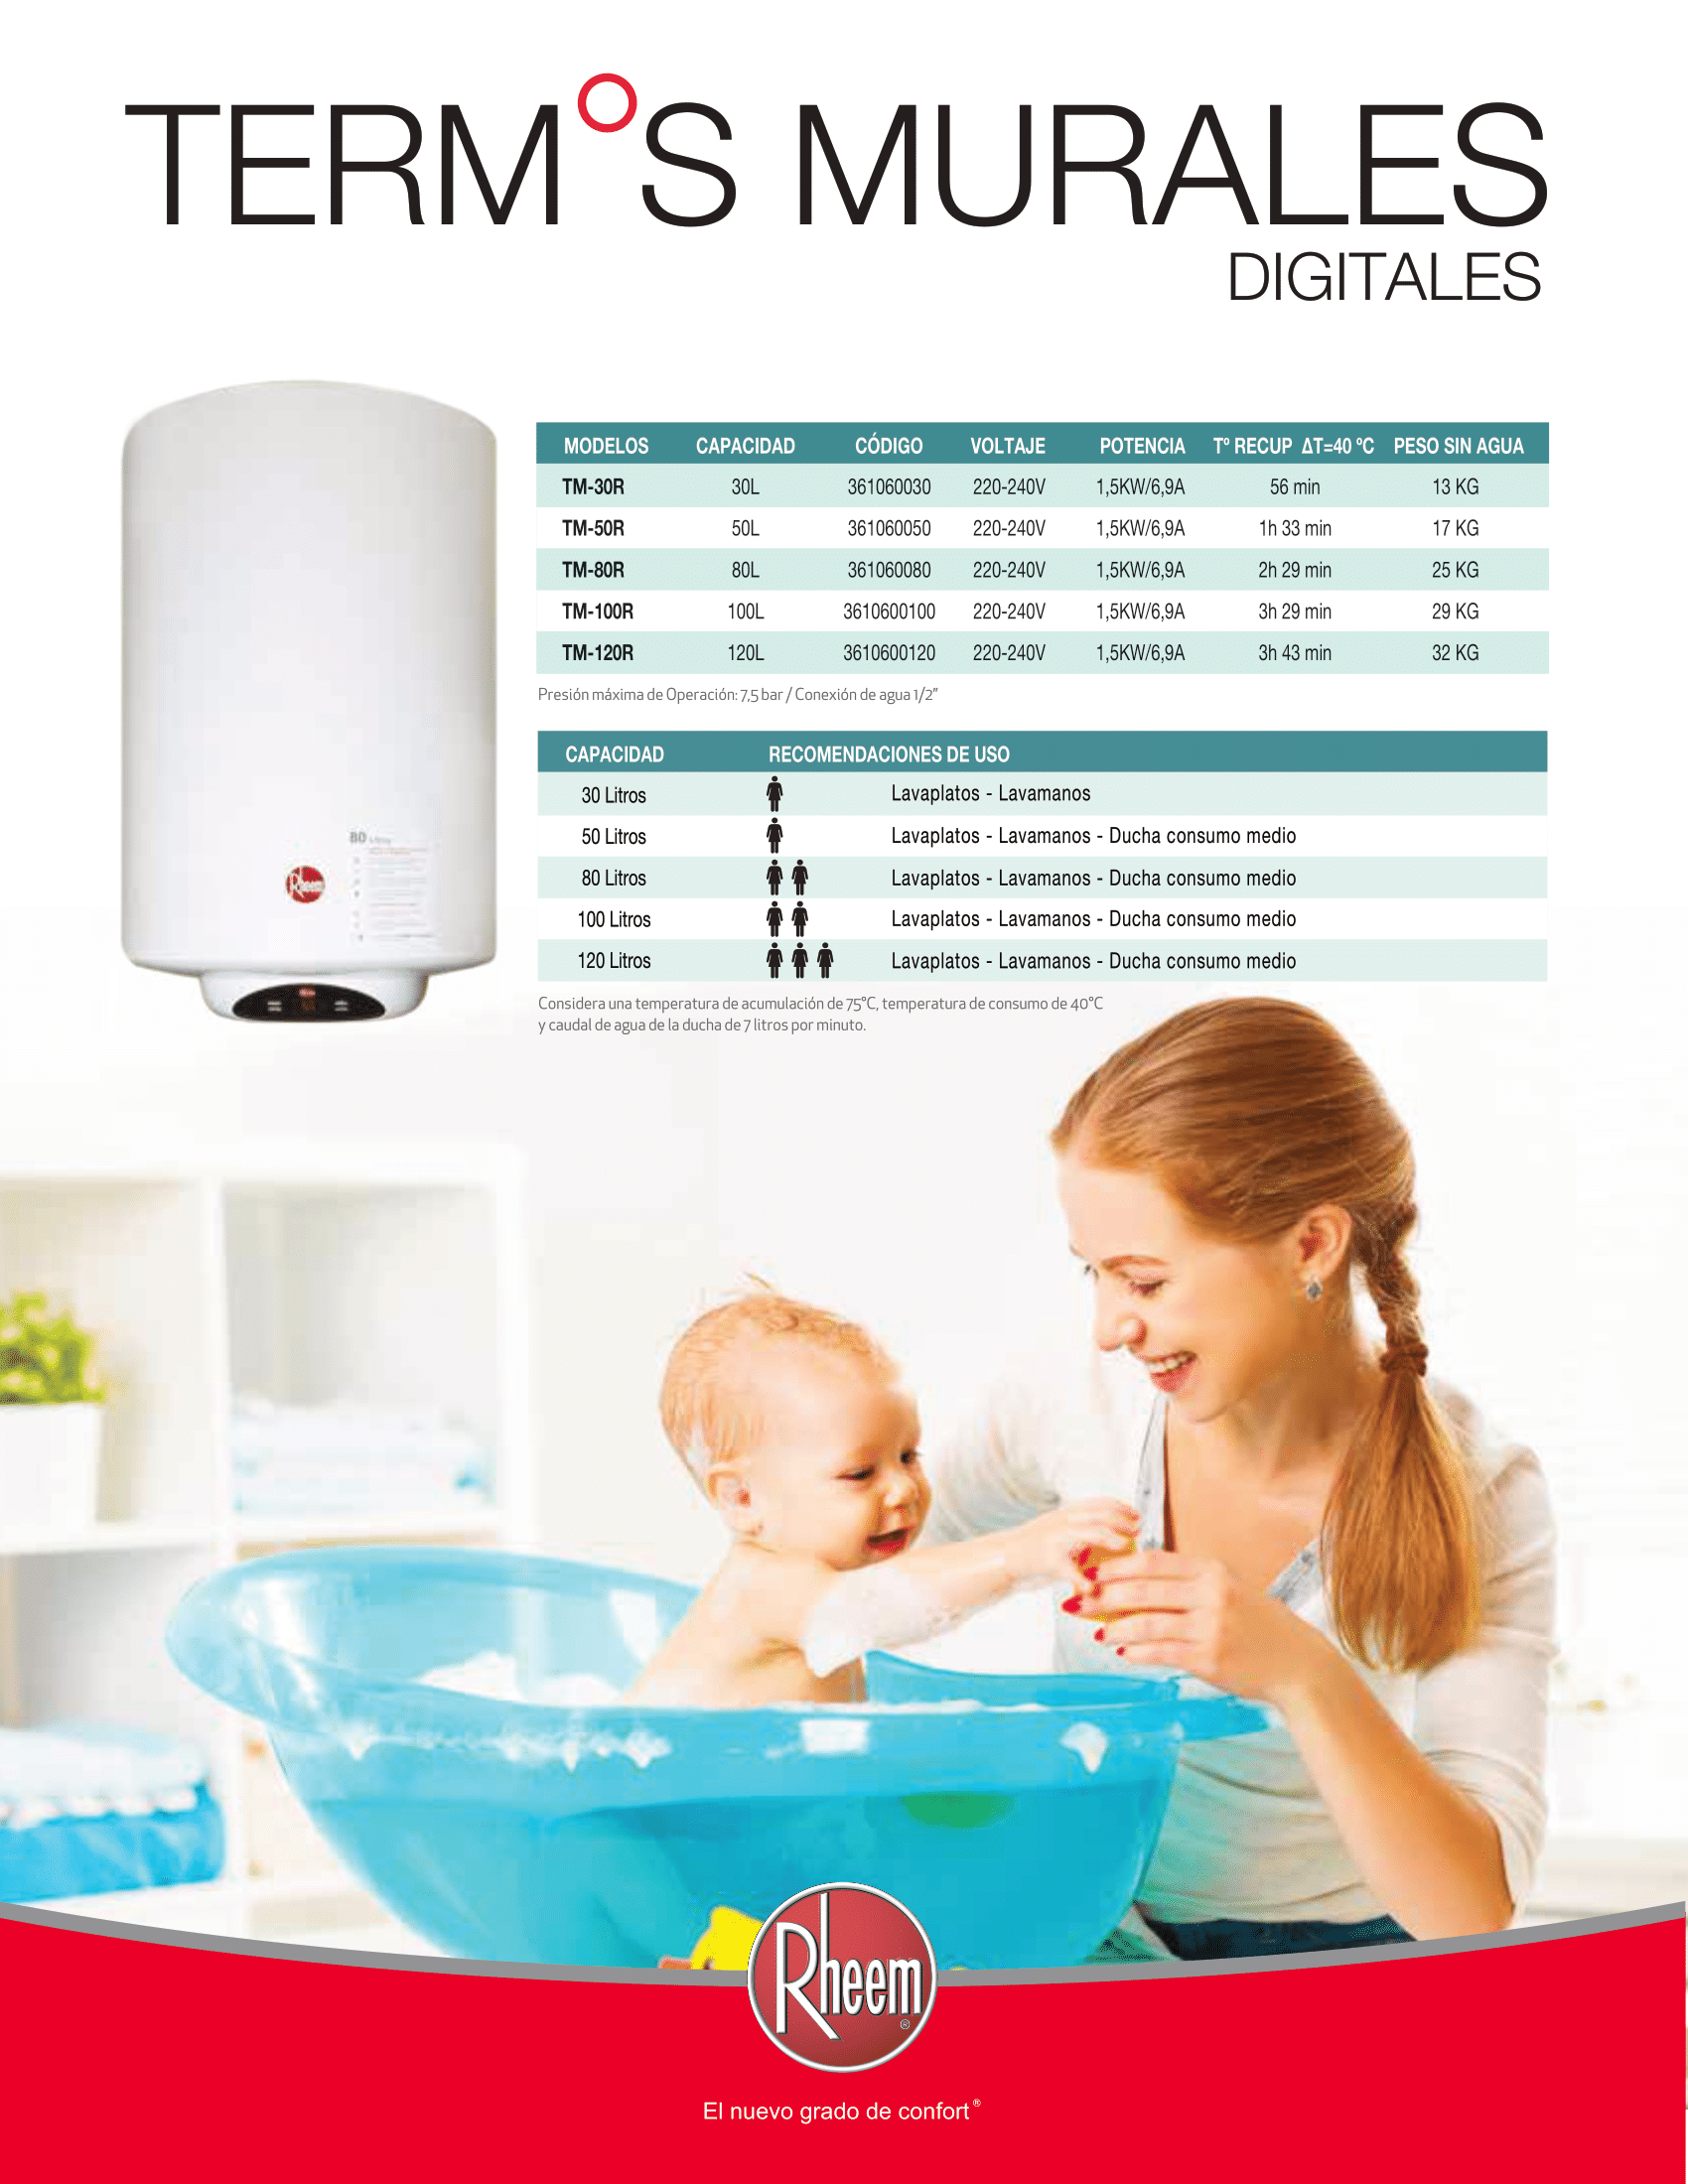 TERM°S MURALES
DIGITALES
MODELOS CAPACIDAD CÓDIGO VOLTAJE POTENCIA Tº RECUP ΔT=40 ºC PESO SIN AGUA
TM-30R 30L 361060030 220-240V 1,5KW/6,9A 56 min 13 KG
TM-50R 50L 361060050 220-240V 1,5KW/6,9A 1h 33 min 17 KG
TM-80R 80L 361060080 220-240V 1,5KW/6,9A 2h 29 min 25 KG
TM-100R 100L 3610600100 220-240V 1,5KW/6,9A 3h 29 min 29 KG
TM-120R 120L 3610600120 220-240V 1,5KW/6,9A 3h 43 min 32 KG
Presión máxima de Operación: 7,5 bar / Conexión de agua 1/2"
CAPACIDAD RECOMENDACIONES DE USO
30 Litros Lavaplatos - Lavamanos
50 Litros Lavaplatos - Lavamanos - Ducha consumo medio
80 Litros Lavaplatos - Lavamanos - Ducha consumo medio
100 Litros Lavaplatos - Lavamanos - Ducha consumo medio
120 Litros Lavaplatos - Lavamanos - Ducha consumo medio
Considera una temperatura de acumulación de 75°C, temperatura de consumo de 40°C
y caudal de agua de la ducha de 7 litros por minuto.
80
Rheem
Rheem®
El nuevo grado de confort®